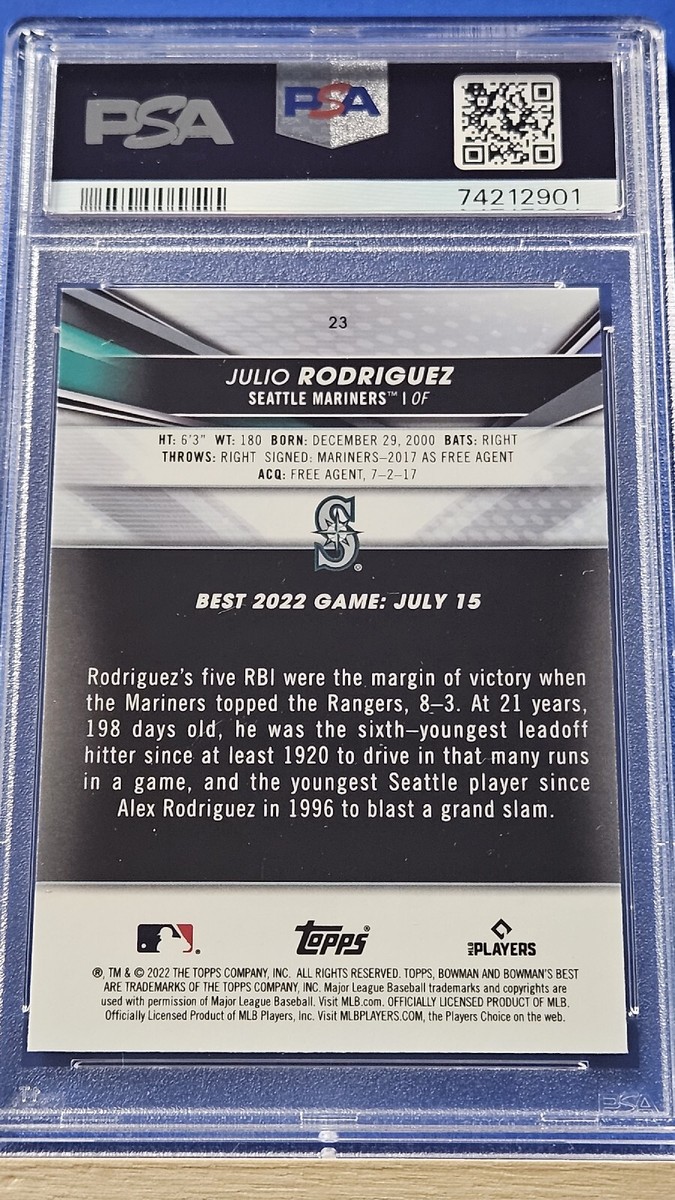 PSA PSA
74212901
23
JULIO RODRIGUEZ
SEATTLE MARINERS™ | OF
HT: 6'3" WT: 180 BORN: DECEMBER 29, 2000 BATS: RIGHT
THROWS: RIGHT SIGNED: MARINERS–2017 AS FREE AGENT
ACQ: FREE AGENT, 7–2–17
S®
BEST 2022 GAME: JULY 15
Rodriguez's five RBI were the margin of victory when
the Mariners topped the Rangers, 8–3. At 21 years,
198 days old, he was the sixth–youngest leadoff
hitter since at least 1920 to drive in that many runs
in a game, and the youngest Seattle player since
Alex Rodriguez in 1996 to blast a grand slam.
topps® MLB PLAYERS
®, TM & © 2022 THE TOPPS COMPANY, INC. ALL RIGHTS RESERVED. TOPPS, BOWMAN AND BOWMAN'S BEST
ARE TRADEMARKS OF THE TOPPS COMPANY, INC. Major League Baseball trademarks and copyrights are
used with permission of Major League Baseball. Visit MLB.com. OFFICIALLY LICENSED PRODUCT OF MLB.
Officially Licensed Product of MLB Players, Inc. Visit MLBPLAYERS.COM, the Players Choice on the web.
PSA